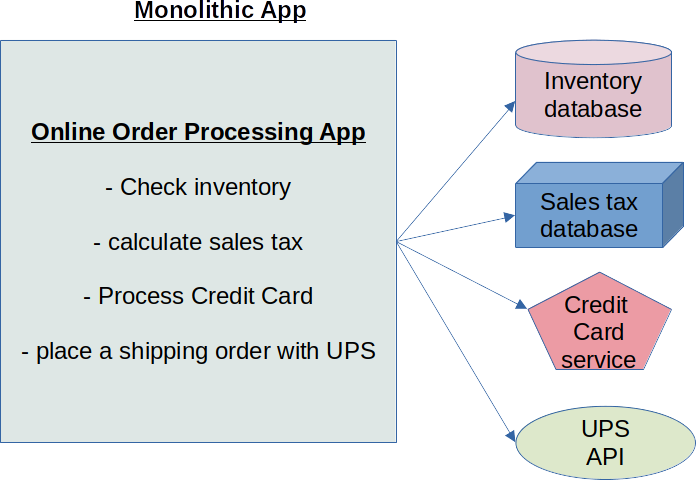 Monolithic App
Online Order Processing App
- Check inventory
- calculate sales tax
- Process Credit Card
- place a shipping order with UPS
Inventory
database
Sales tax
database
Credit
Card
service
UPS
API